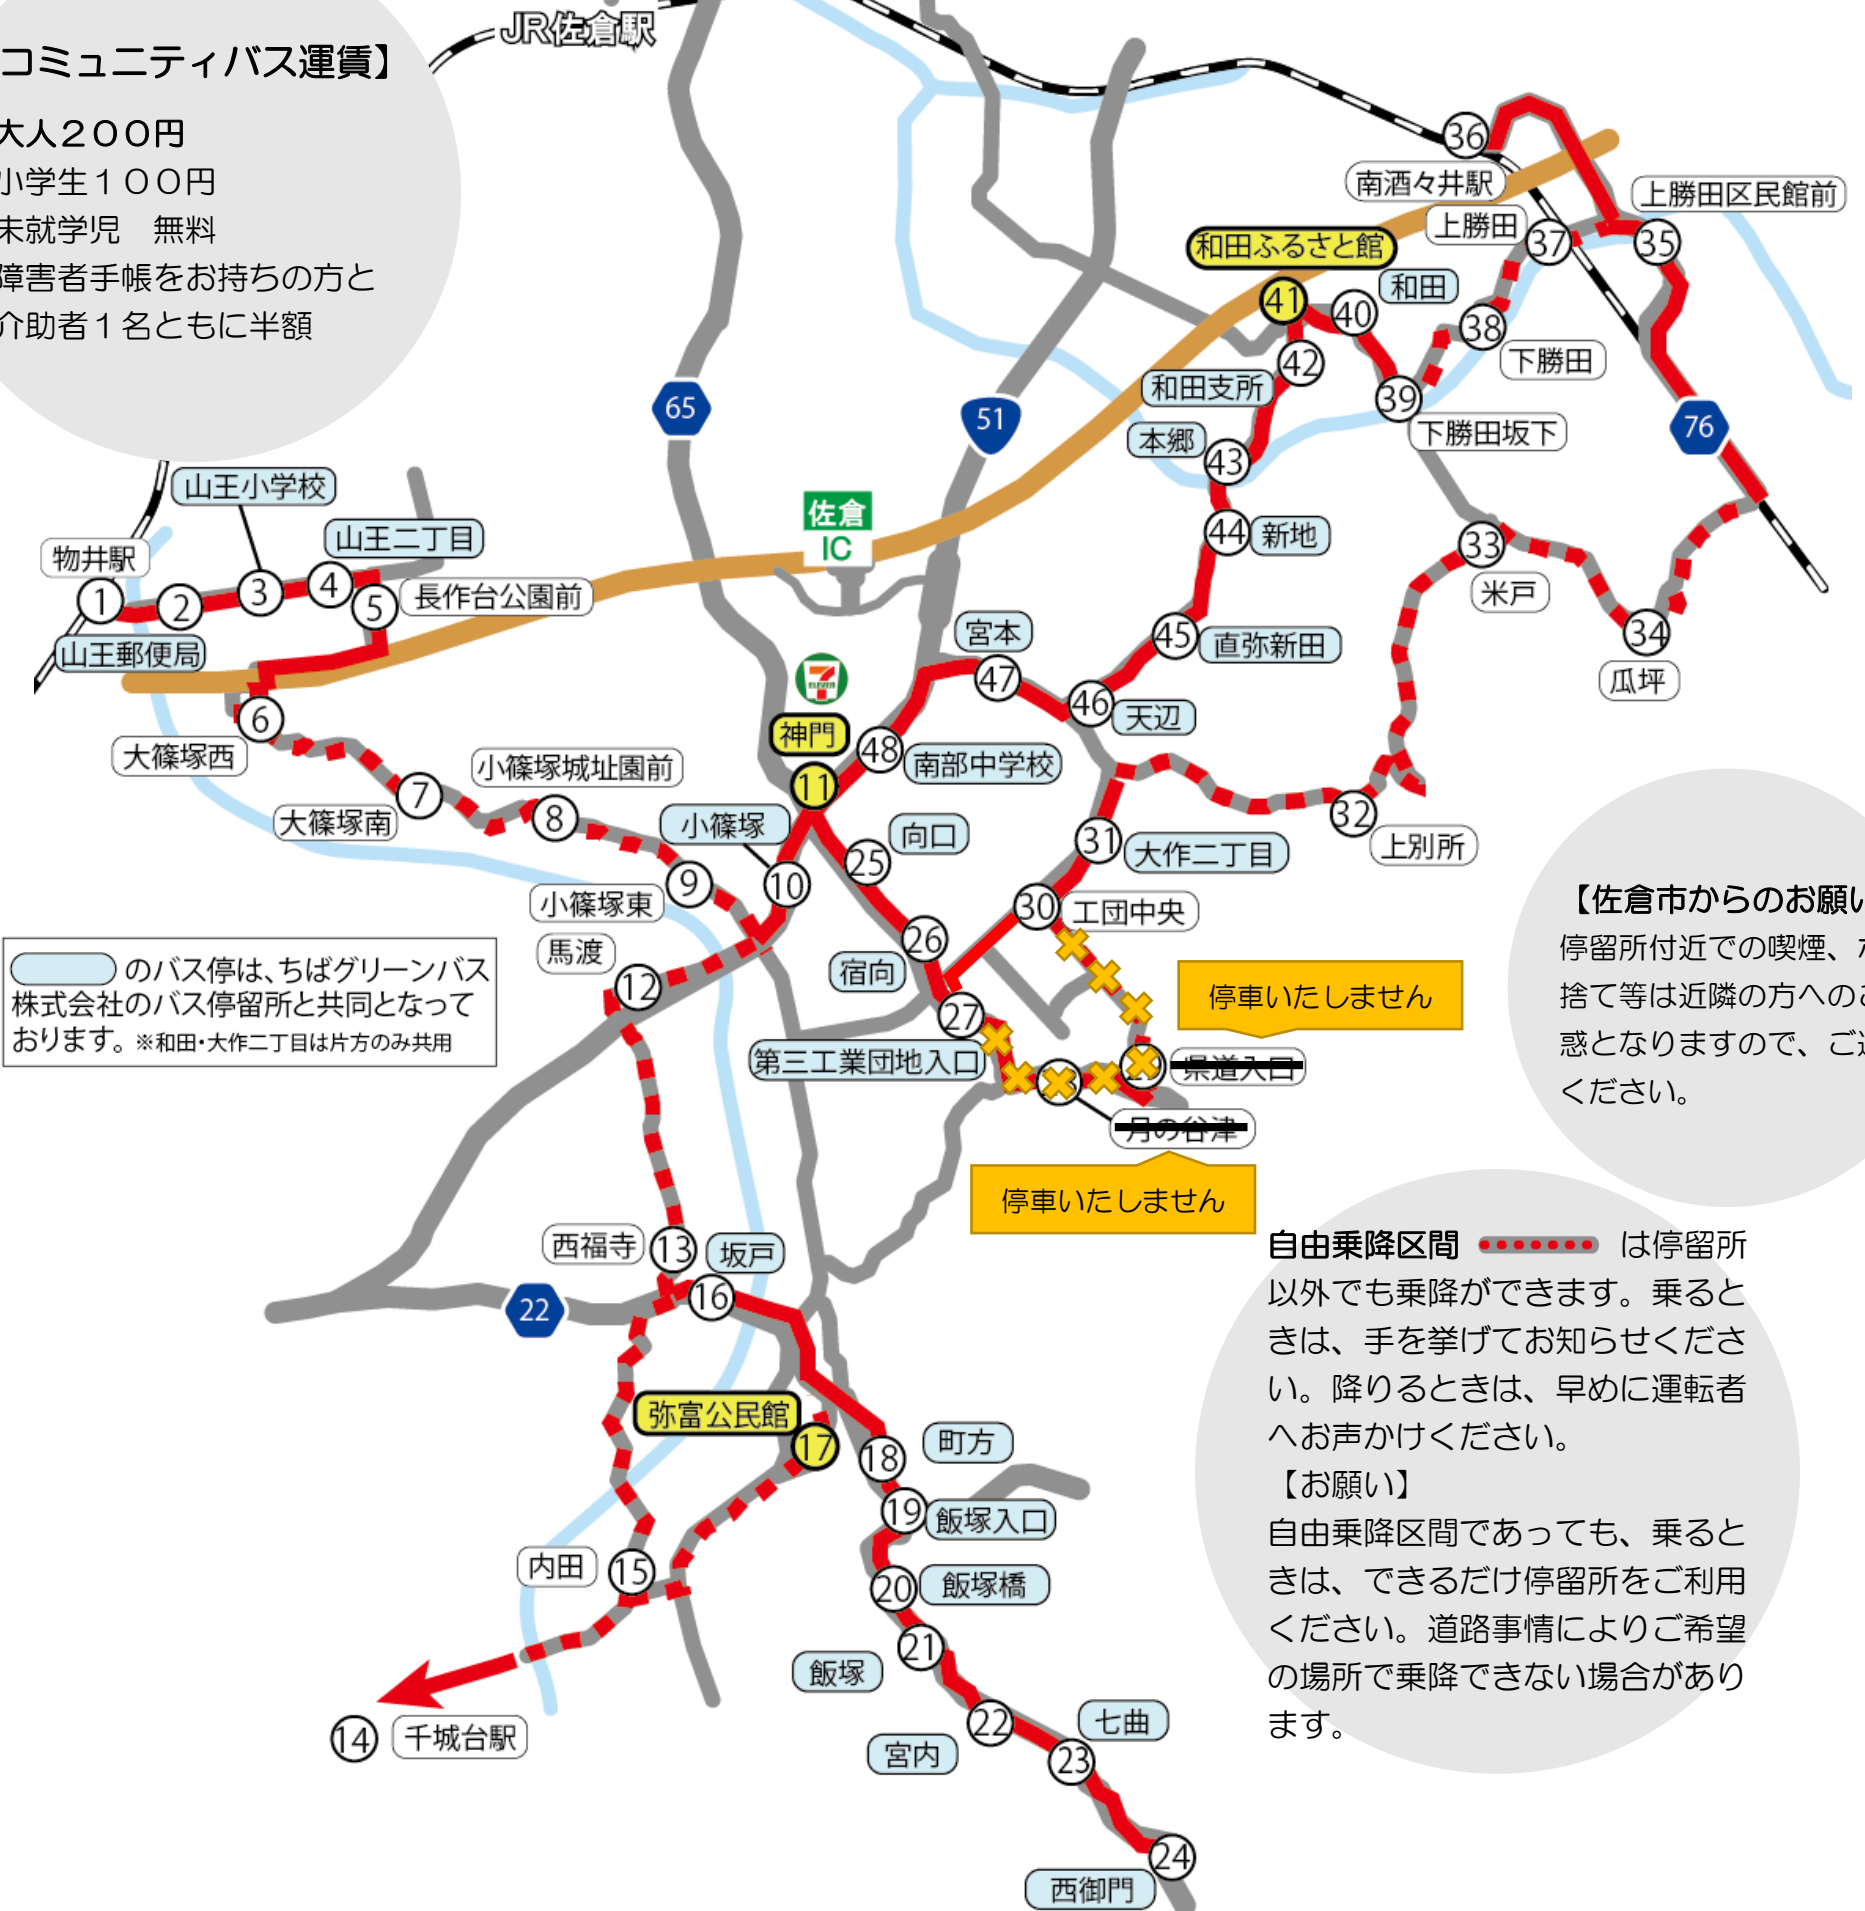 JR佐倉駅
コミュニティバス運賃】
大人200円
小学生100円
未就学児 無料
障害者手帳をお持ちの方と
介助者1名ともに半額
36
南酒々井駅
上勝田区民館前
上勝田
37
35
和田ふるさと館
41
40
和田
38
下勝田
42
和田支所
39
下勝田坂下
65
51
76
本郷
43
山王小学校
佐倉
IC
44
新地
山王二丁目
物井駅
33
米戸
1
2
3
4
5
長作台公園前
山王郵便局
宮本
45
直弥新田
34
瓜坪
47
46
天辺
ELEVEN
神門
6
大篠塚西
48
南部中学校
小篠塚城址園前
11
7
大篠塚南
8
小篠塚
向口
25
31
大作二丁目
32
上別所
9
10
小篠塚東
30
工団中央
馬渡
26
宿向
12
27
のバス停は、ちばグリーンバス
株式会社のバス停留所と共同となって
おります。※和田・大作二丁目は片方のみ共用
停車いたしません
第三工業団地入口
県道入口
月の谷津
停車いたしません
【佐倉市からのお願い
停留所付近での喫煙、
捨て等は近隣の方への
惑となりますので、ご
ください。
西福寺
13
坂戸
16
22
弥富公民館
17
自由乗降区間 は停留所
以外でも乗降ができます。乗ると
きは、手を挙げてお知らせくださ
い。降りるときは、早めに運転者
へお声かけください。
【お願い】
自由乗降区間であっても、乗ると
きは、できるだけ停留所をご利用
ください。道路事情によりご希望
の場所で乗降できない場合があり
ます。
18
町方
19
飯塚入口
内田
15
20
飯塚橋
21
飯塚
22
宮内
七曲
23
14
千城台駅
24
西御門